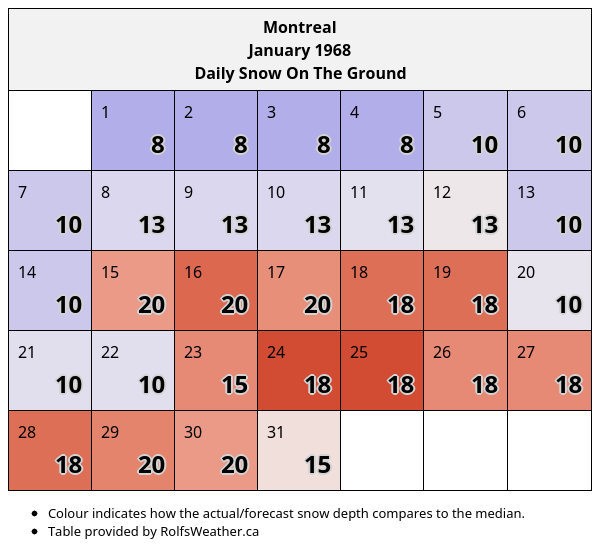 Montreal
January 1968
Daily Snow On The Ground
1 2 3 4 5 6
8 8 8 8 10 10
7 8 9 10 11 12 13
10 13 13 13 13 13 10
14 15 16 17 18 19 20
10 20 20 20 18 18 10
21 22 23 24 25 26 27
10 10 15 18 18 18 18
28 29 30 31
18 20 20 15
• Colour indicates how the actual/forecast snow depth compares to the median.
• Table provided by RolfsWeather.ca